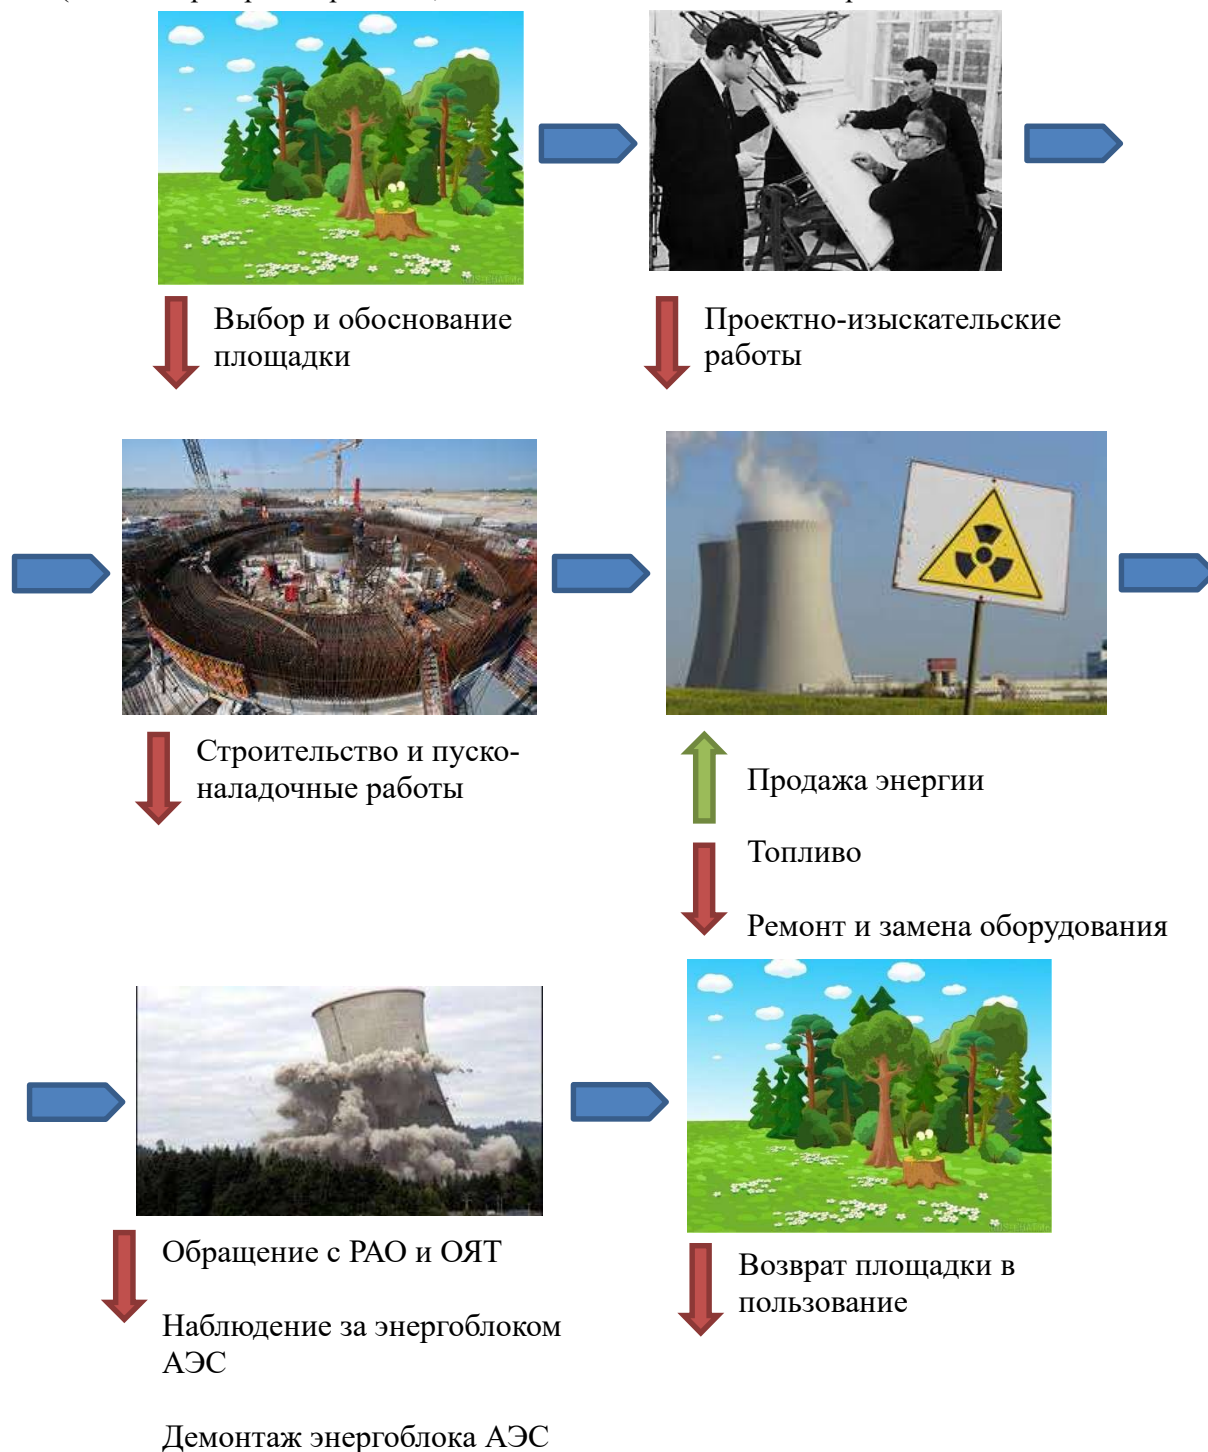 Выбор и обоснование
площадки
Проектно-изыскательские
работы
Строительство и пуско-
наладочные работы
Продажа энергии
Топливо
Ремонт и замена оборудования
Обращение с РАО и ОЯТ
Наблюдение за энергоблоком
АЭС
Демонтаж энергоблока АЭС
Возврат площадки в
пользование